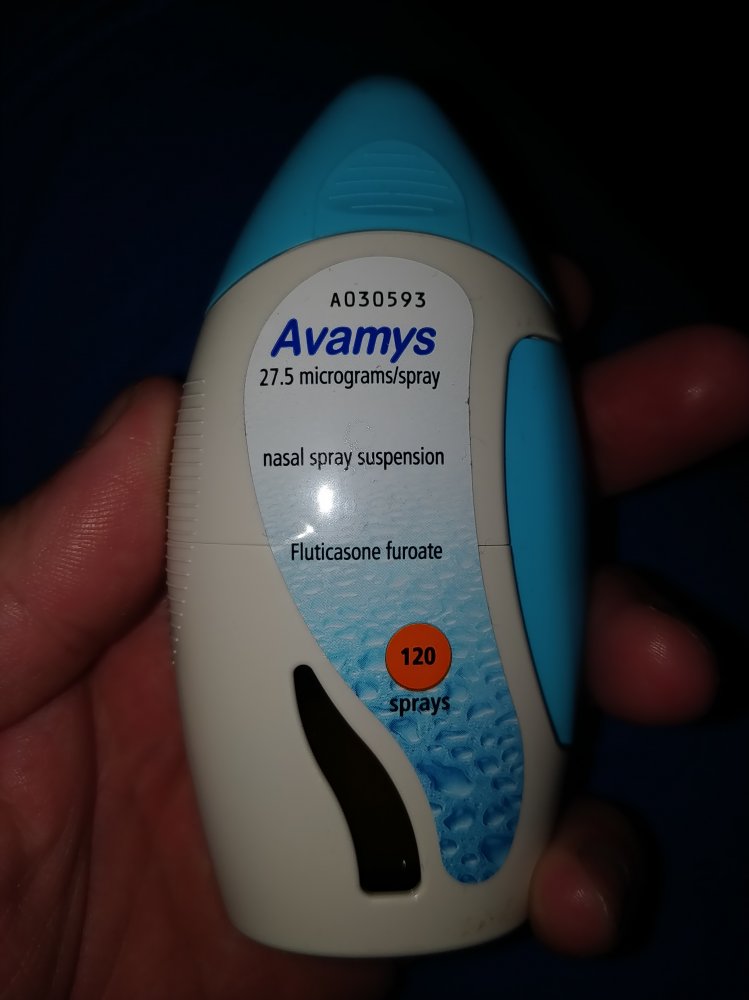 A030593
Avamys
27.5 micrograms/spray
nasal spray suspension
Fluticasone furoate
120
sprays